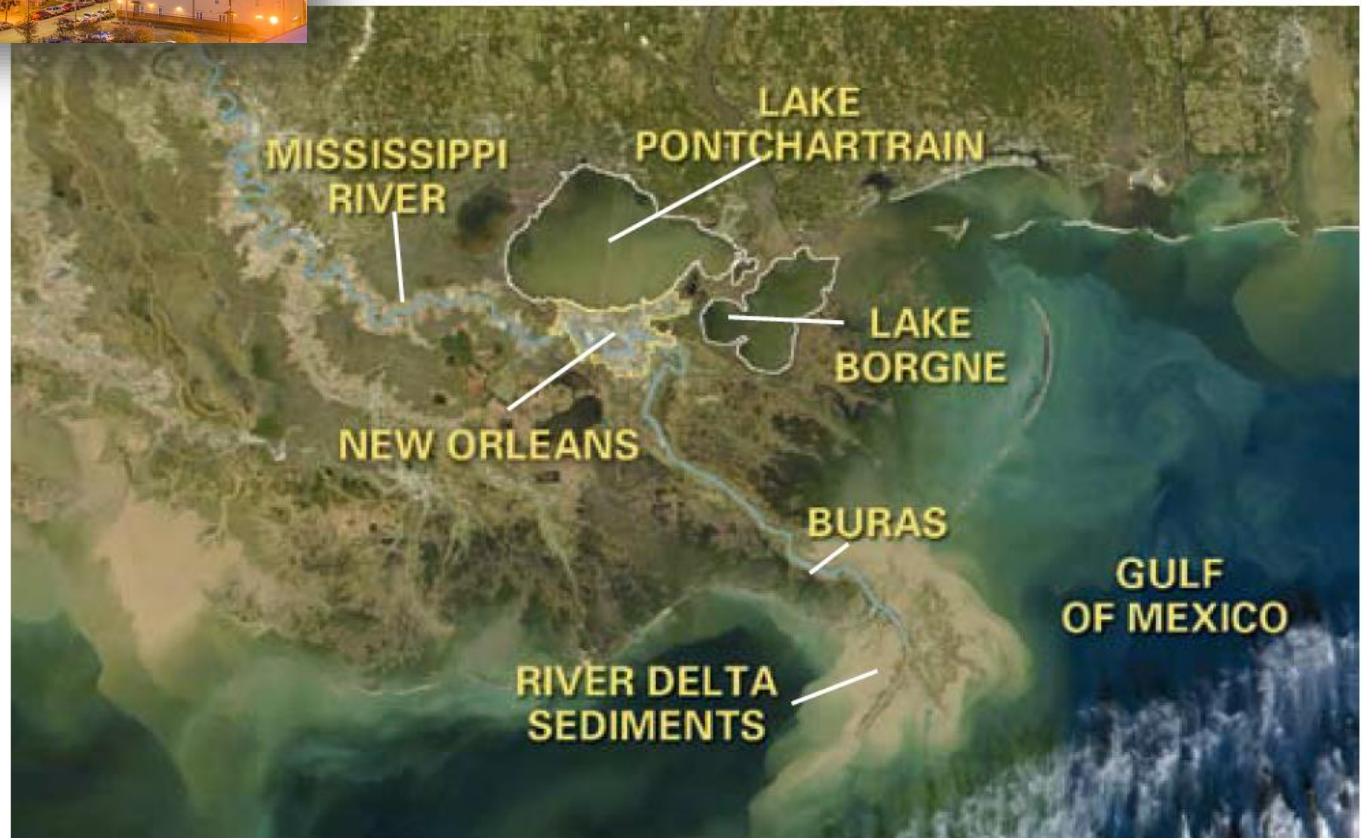 LAKE
PONTCHARTRAIN
MISSISSIPPI
RIVER
LAKE
BORGNE
NEW ORLEANS
BURAS
GULF
OF MEXICO
RIVER DELTA
SEDIMENTS